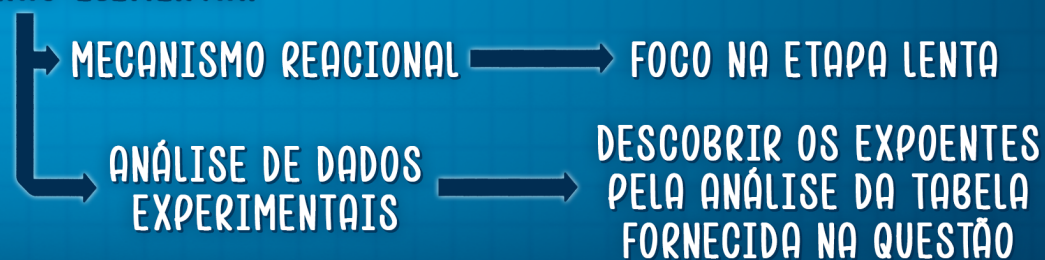 MECANISMO REACIONAL
FOCO NA ETAPA LENTA
ANÁLISE DE DADOS
EXPERIMENTAIS
DESCOBRIR OS EXPOENTES
PELA ANÁLISE DA TABELA
FORNECIDA NA QUESTÃO